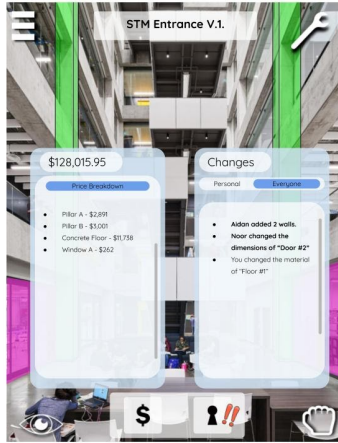 STM Entrance V.1.
$128,015.95
Price Breakdown
Pillar A - $2,891
Pillar B - $3,001
Concrete Floor - $11,738
Window A - $262
Changes
Personal
Everyone
Aidan added 2 walls.
Noor changed the
dimensions of "Door #2"
You changed the material
of "Floor #1"
$
!!